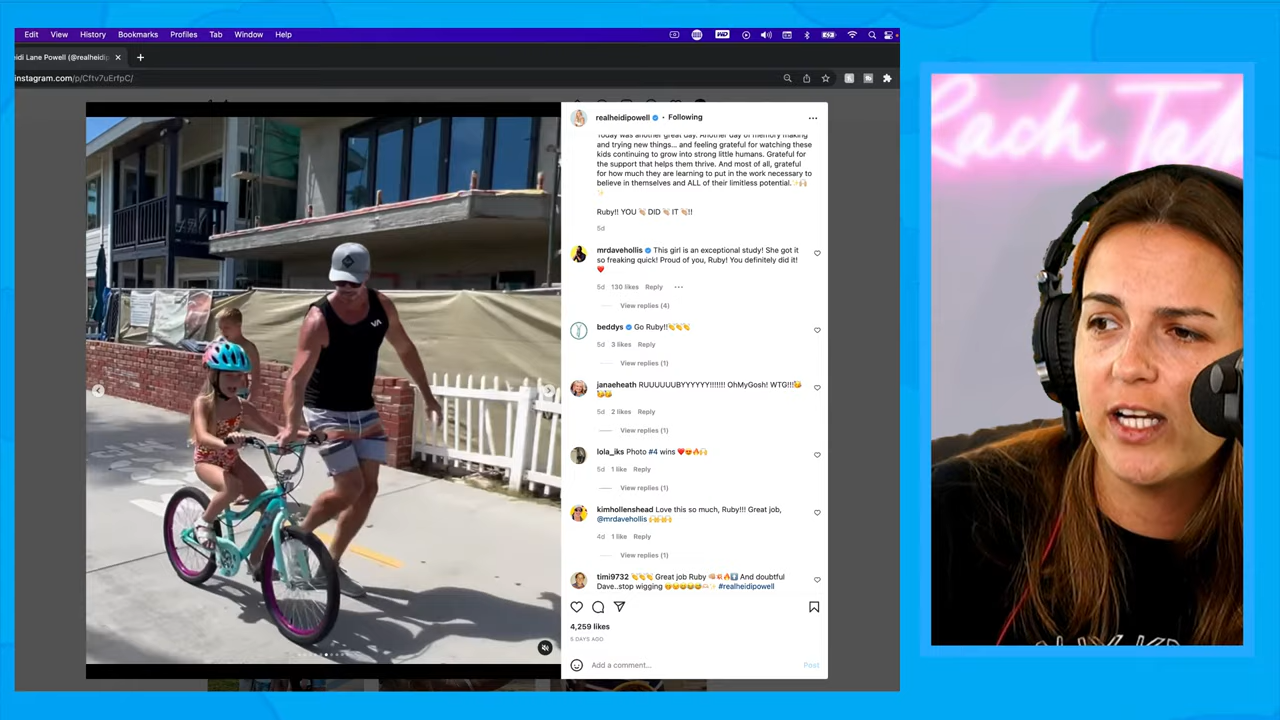 Edit View History Bookmarks Profiles Tab Window Help
eidi Lane Powell (@realheidip
instagram.com/p/Cftv7uErfpC/
realheidipowell • Following
Today was another great day. Another day of memory making
and trying new things... and feeling grateful for watching these
kids continuing to grow into strong little humans. Grateful for
the support that helps them thrive. And most of all, grateful
for how much they are learning to put in the work necessary to
believe in themselves and ALL of their limitless potential.✨🙌🏼
✨
Ruby!! YOU 👏🏼 DID 👏🏼 IT 👏🏼!!
5d
mrdavehollis This girl is an exceptional study! She got it
so freaking quick! Proud of you, Ruby! You definitely did it!
❤️
5d 130 likes Reply
View replies (4)
beddys Go Ruby!!👏👏👏
5d 3 likes Reply
View replies (1)
janaeheath RUUUUUUBYYYYYY!!!!!!! OhMyGosh! WTG!!!
5d 2 likes Reply
View replies (1)
lola_iks Photo #4 wins ❤️😍🔥🙌
5d 1 like Reply
View replies (1)
kimhollenshead Love this so much, Ruby!!! Great job,
@mrdavehollis 🙌🙌🙌
4d 1 like Reply
View replies (1)
timi9732 👏👏👏 Great job Ruby And doubtful
Dave..stop wigging #realheidipowell
4,259 likes
5 DAYS AGO
Add a comment...
Post
Rach Tal
RVA